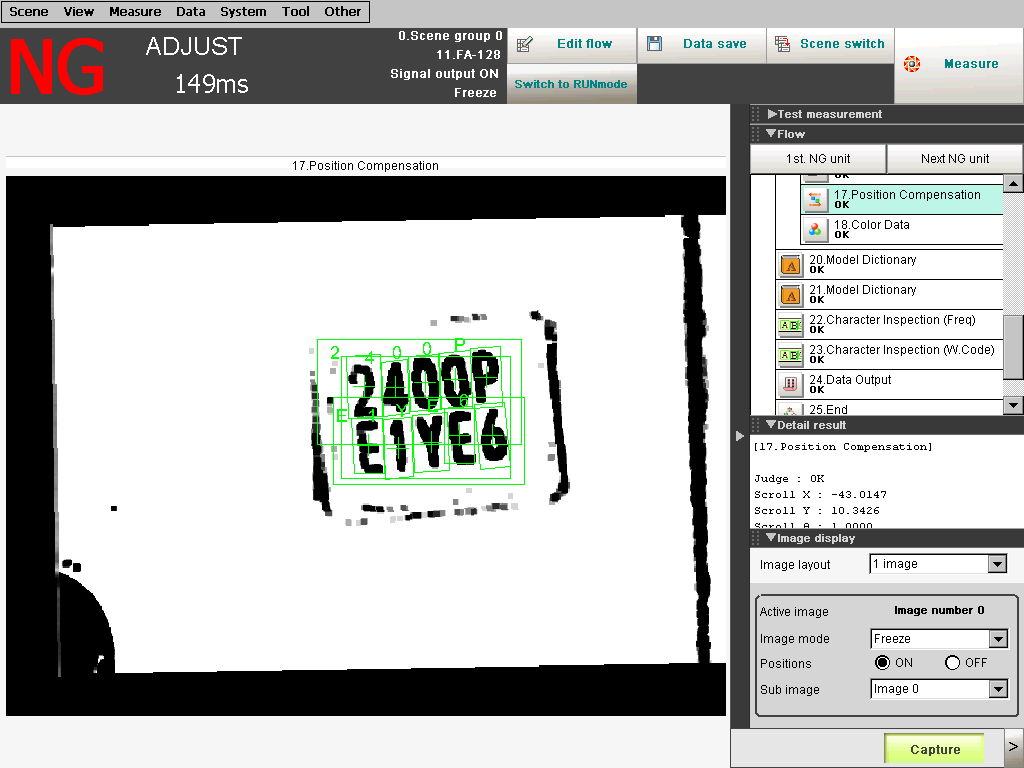 Scene View Measure Data System Tool Other
NG
ADJUST
149ms
0.Scene group 0
11.FA-128
Signal output ON
Freeze
Edit flow
Data save
Scene switch
Switch to RUNmode
Measure
17.Position Compensation
2 4 0 0 P
2400P
E 1 Y E 6
E1YE6
Test measurement
Flow
1st. NG unit
Next NG unit
OK
17.Position Compensation
OK
18.Color Data
OK
20.Model Dictionary
OK
21.Model Dictionary
OK
22.Character Inspection (Freq)
OK
23.Character Inspection (W.Code)
OK
24.Data Output
OK
25.End
Detail result
[17.Position Compensation]
Judge : OK
Scroll X : -43.0147
Scroll Y : 10.3426
Scroll θ : 1.0000
Image display
Image layout
1 image
Active image
Image number 0
Image mode
Freeze
Positions
ON
OFF
Sub image
Image 0
Capture
>